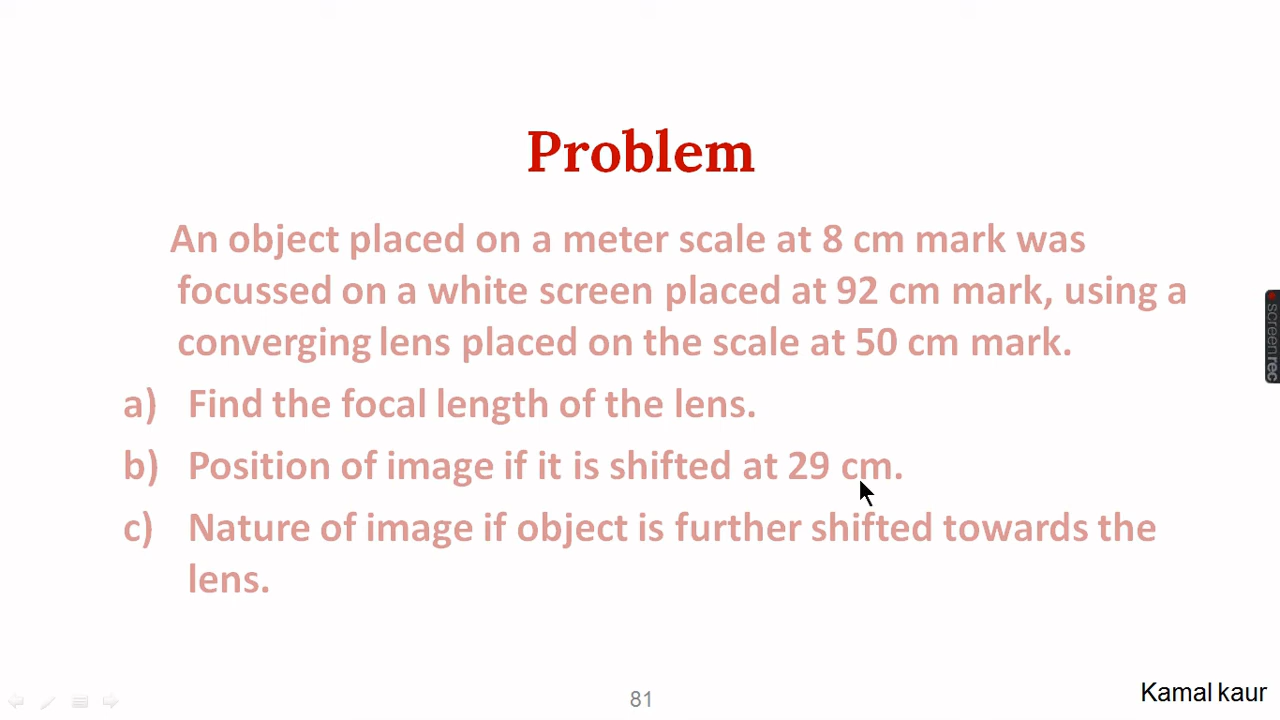 Problem
An object placed on a meter scale at 8 cm mark was
focussed on a white screen placed at 92 cm mark, using a
converging lens placed on the scale at 50 cm mark.
a) Find the focal length of the lens.
b) Position of image if it is shifted at 29 cm.
c) Nature of image if object is further shifted towards the
lens.
screenrec
81
Kamal kaur